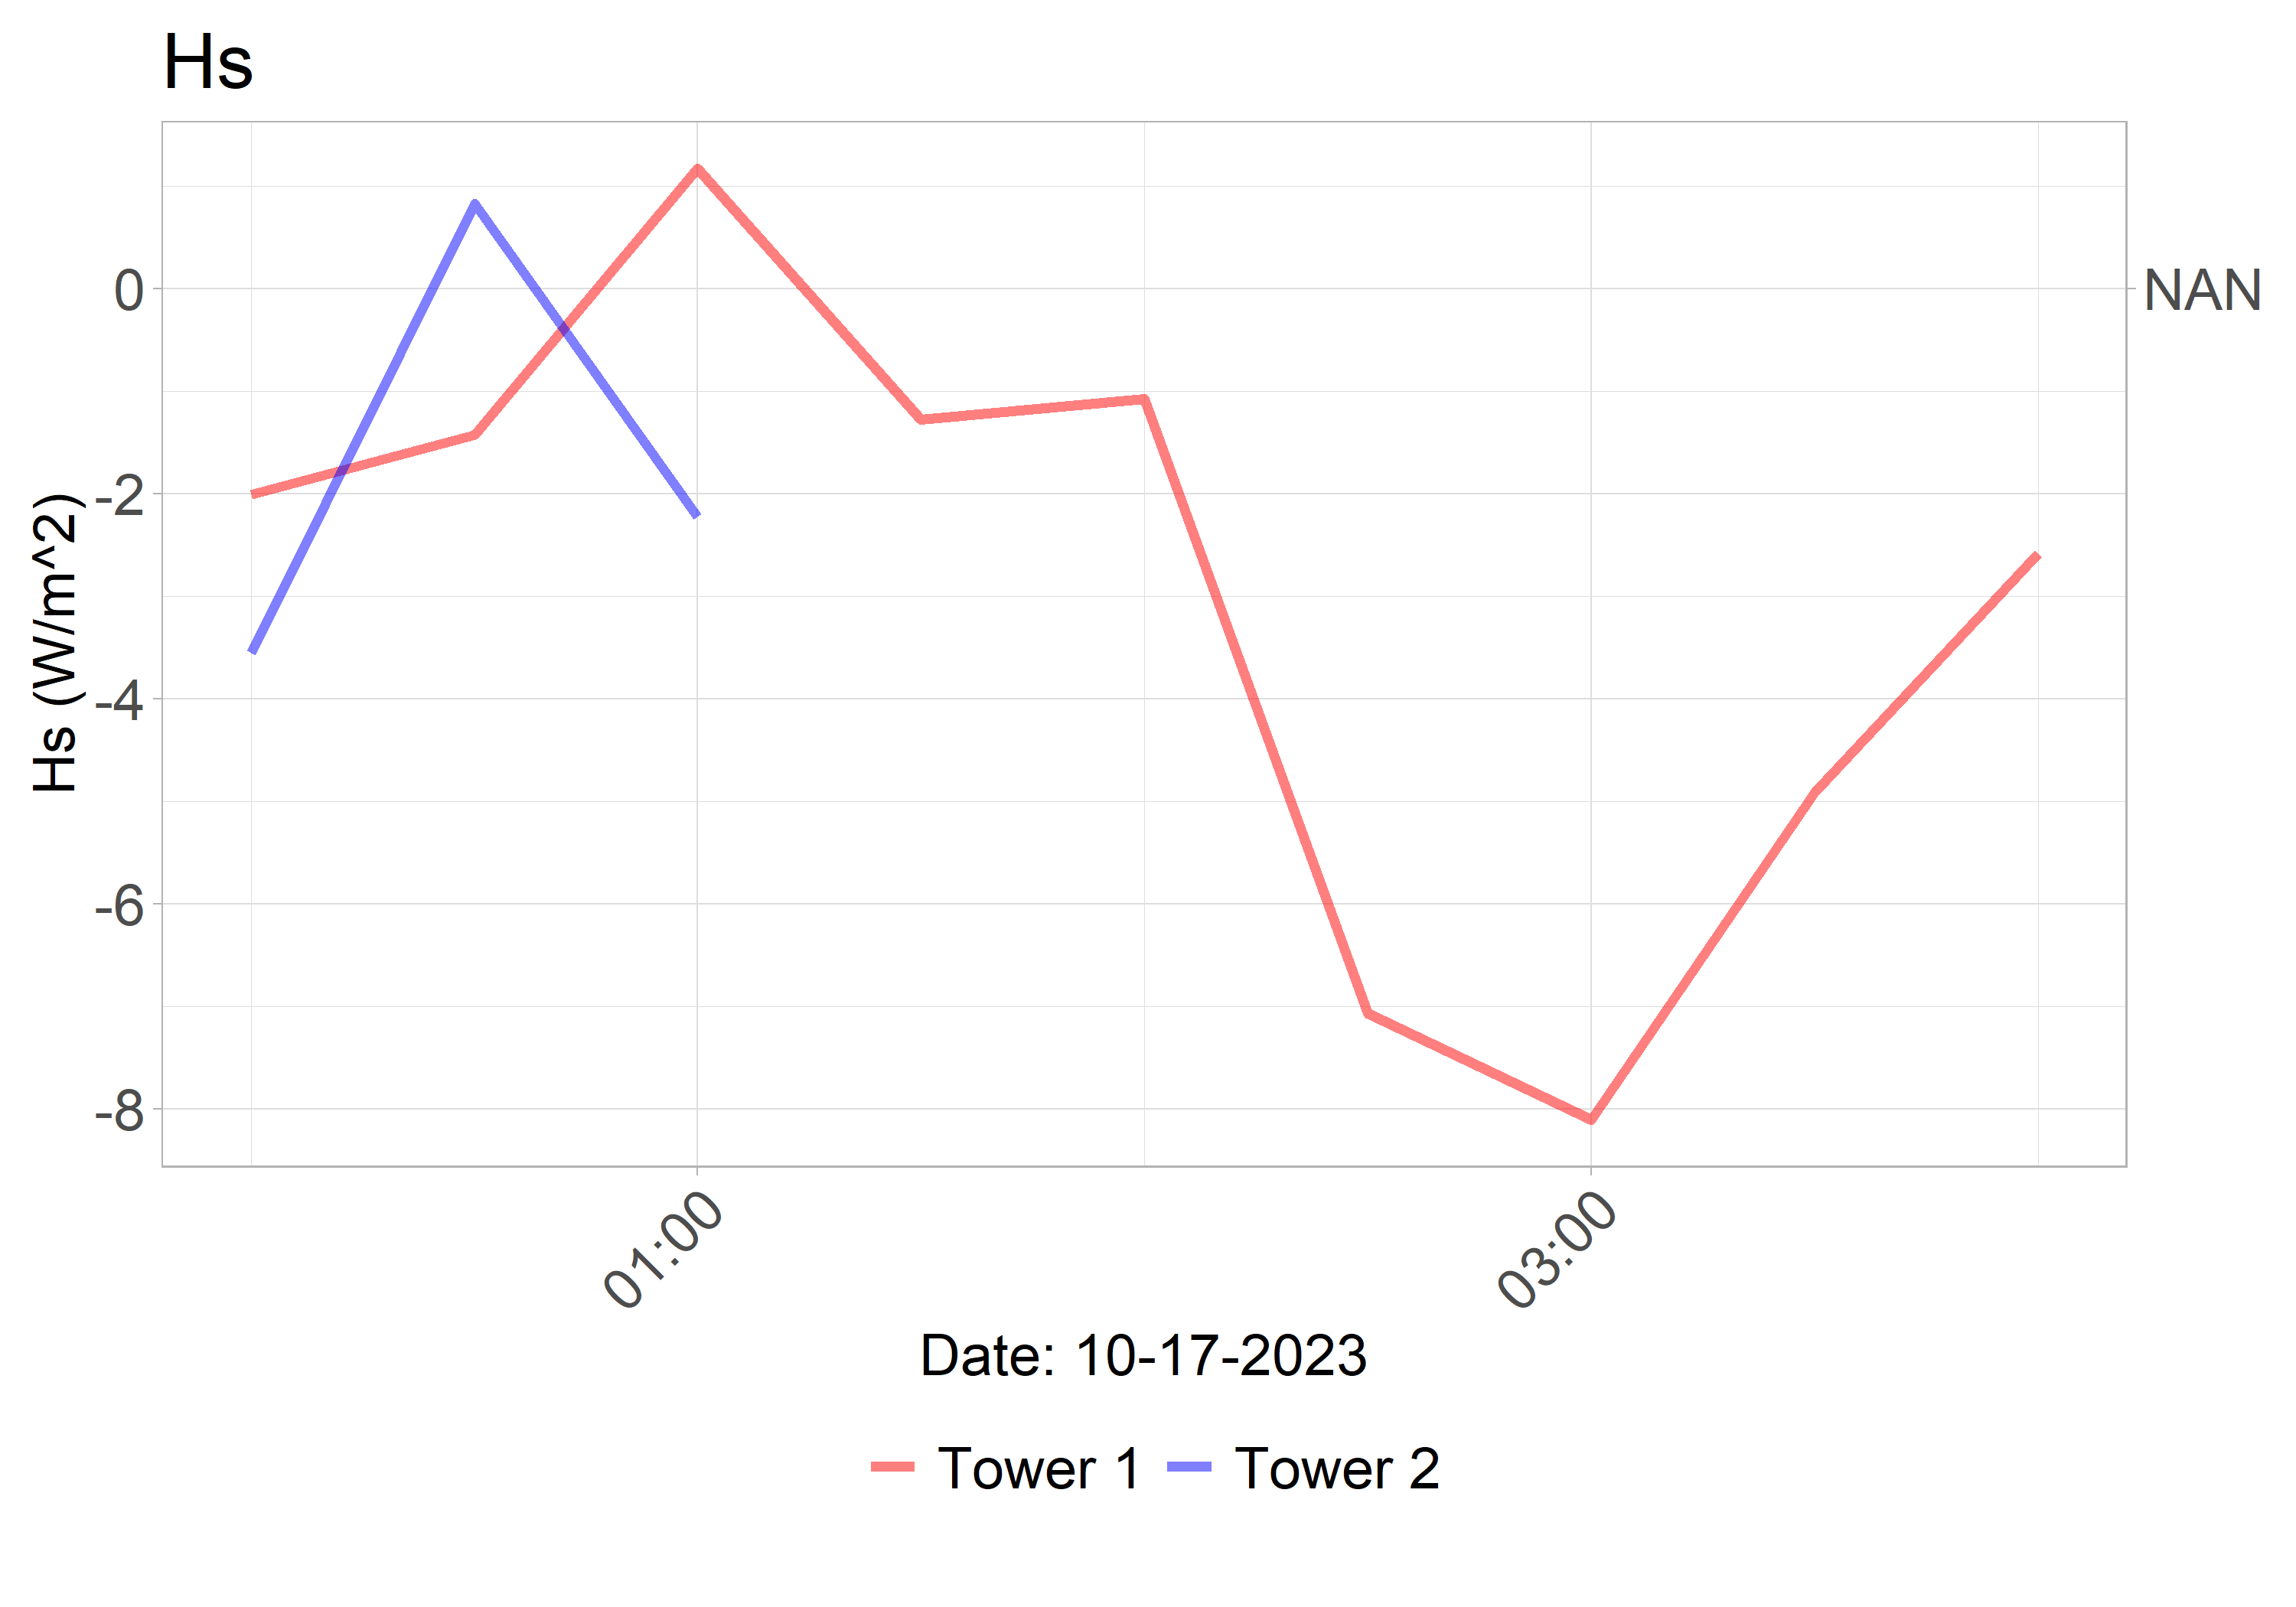 Hs
Hs (W/m^2)
0
-2
-4
-6
-8
NAN
01:00
03:00
Date: 10-17-2023
Tower 1
Tower 2